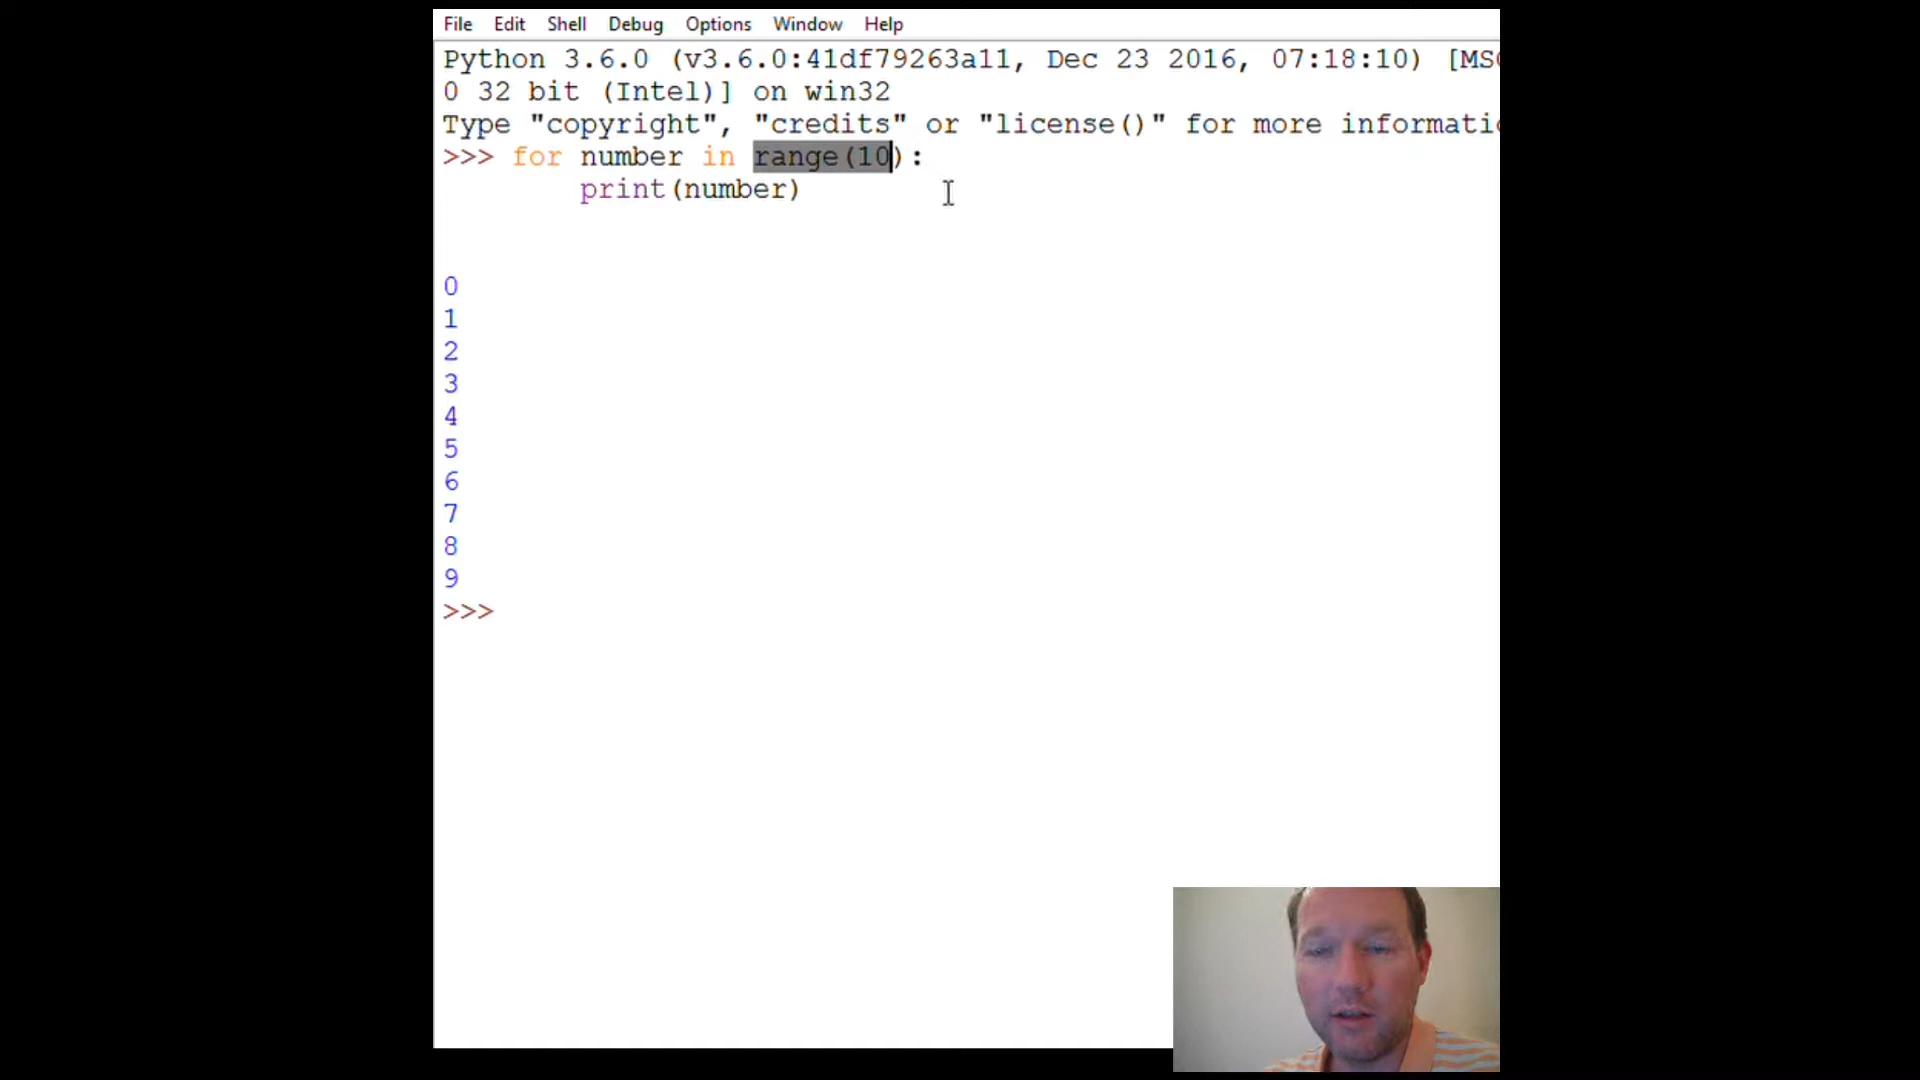 File Edit Shell Debug Options Window Help
Python 3.6.0 (v3.6.0:41df79263a11, Dec 23 2016, 07:18:10) [MS
0 32 bit (Intel)] on win32
Type "copyright", "credits" or "license()" for more informati
>>> for number in range(10):
print(number)
0
1
2
3
4
5
6
7
8
9
>>>